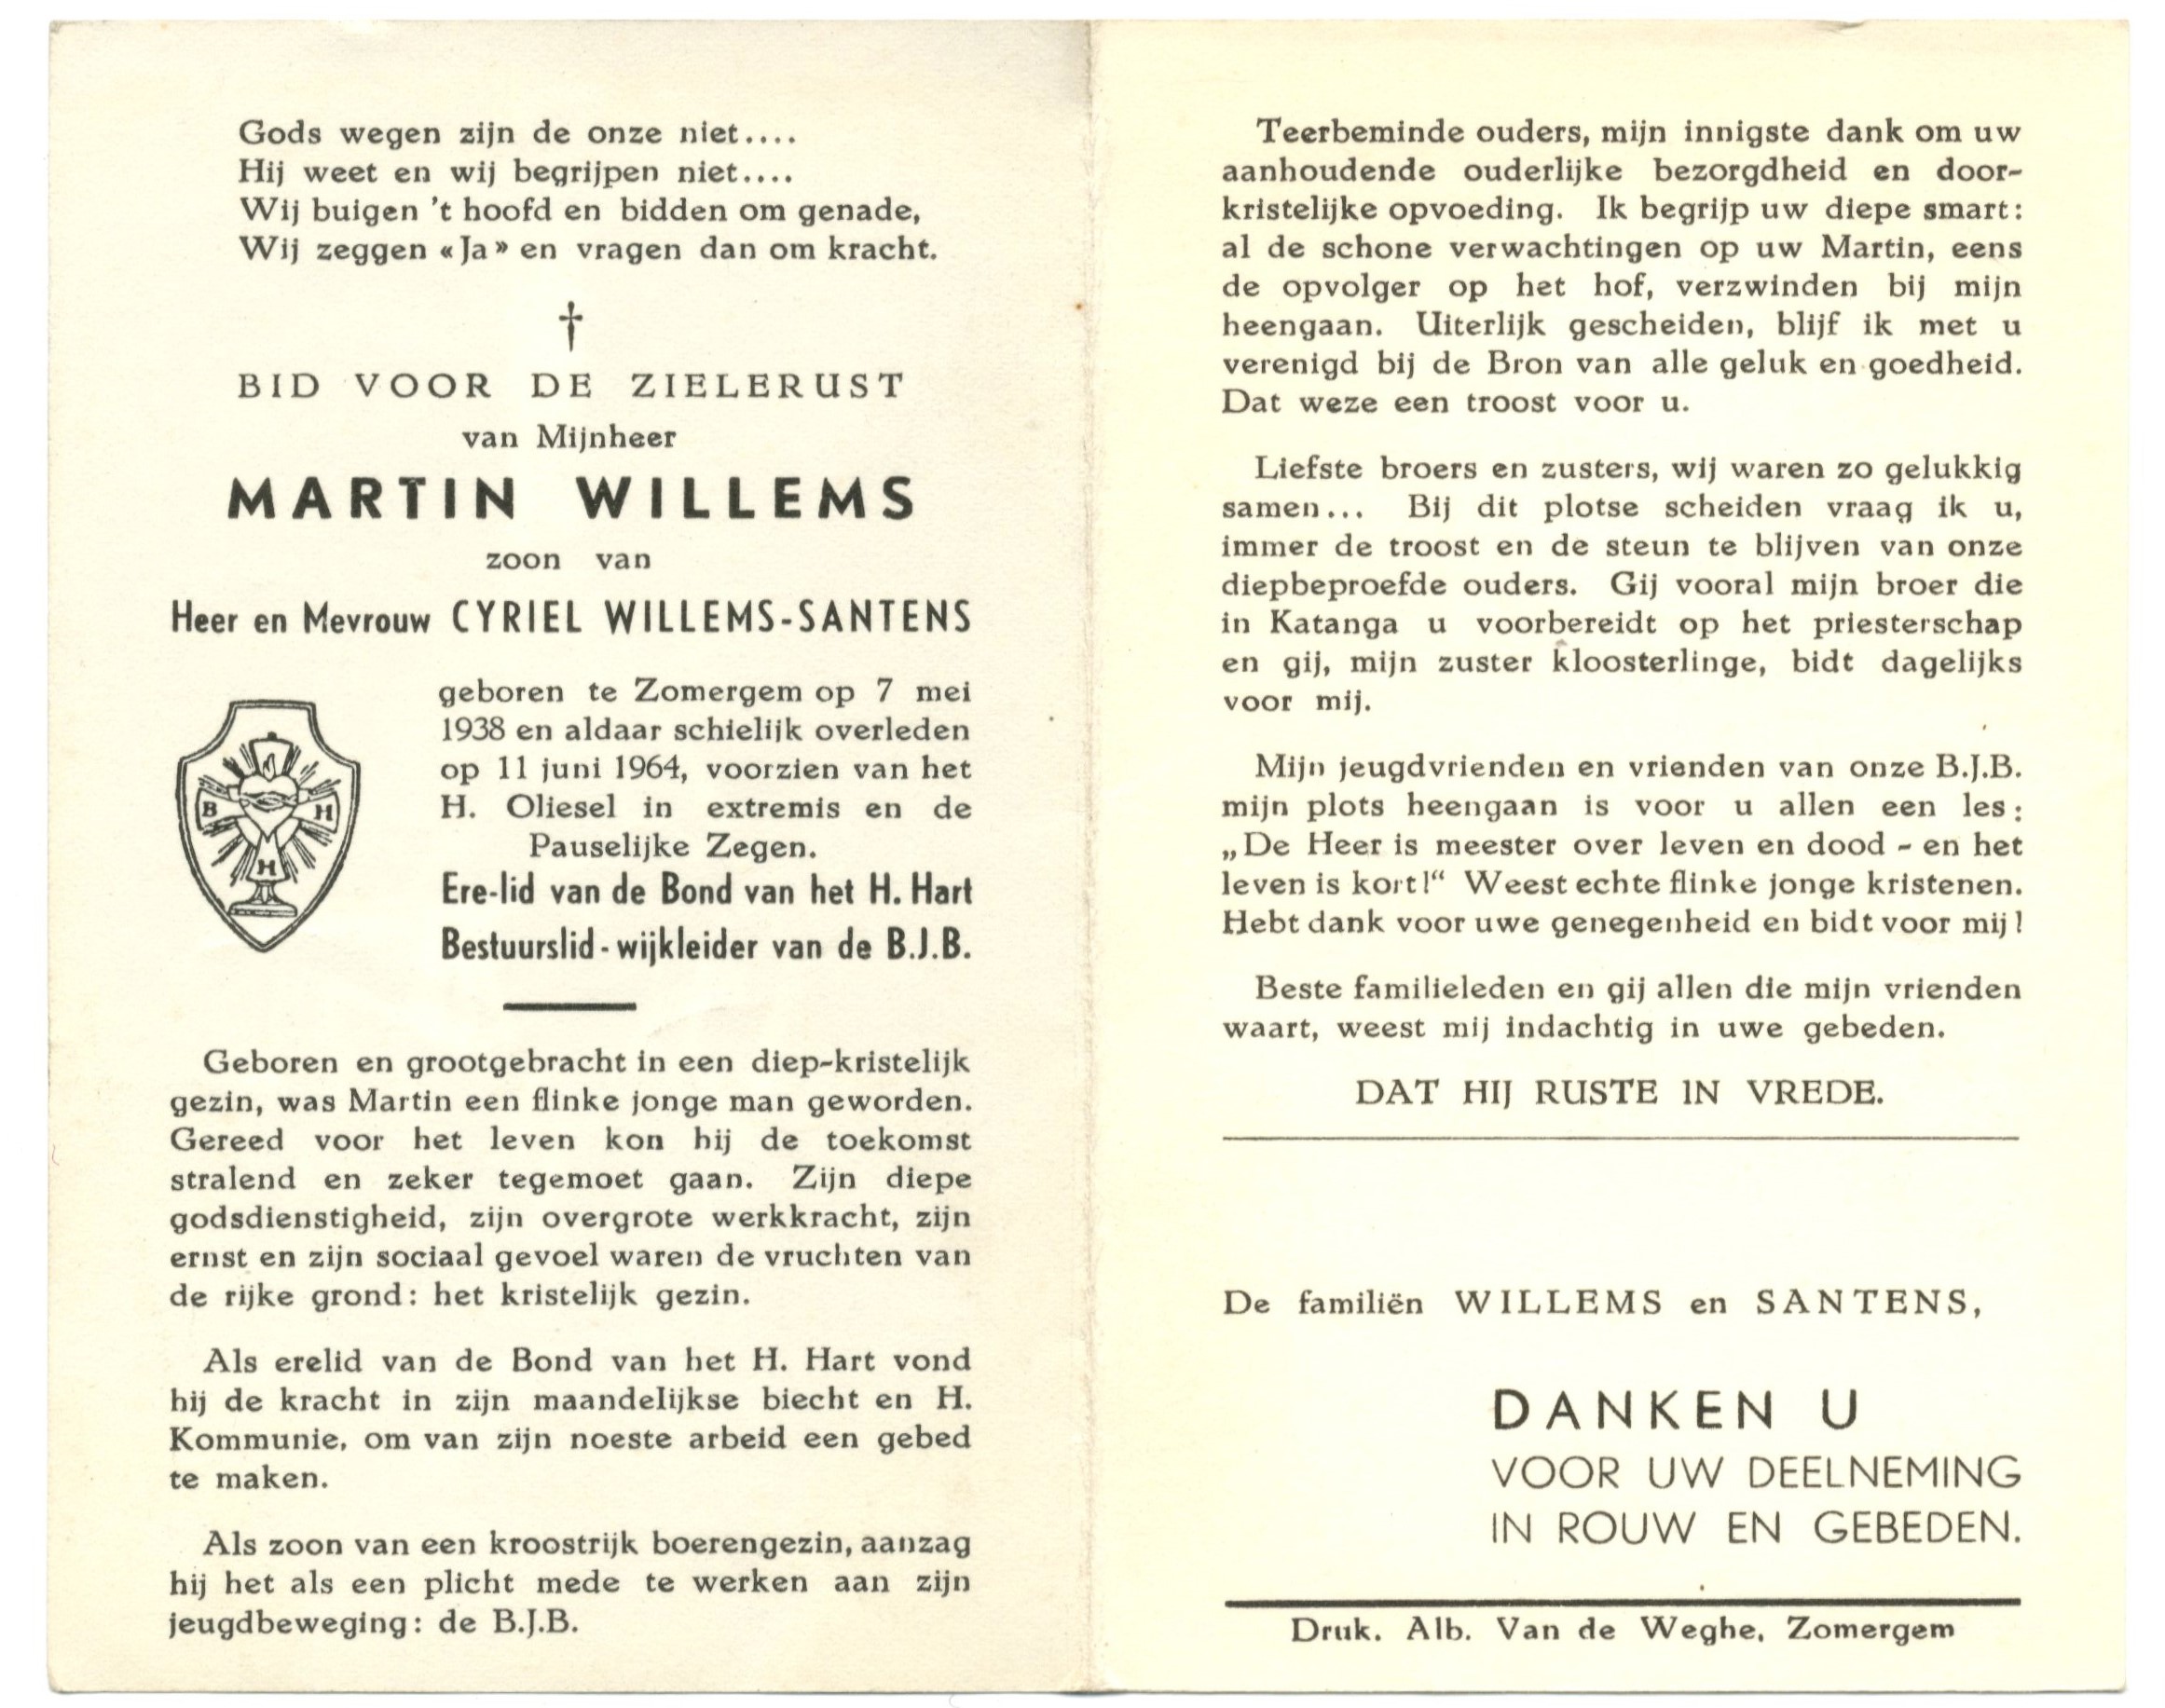 Gods wegen zijn de onze niet....
Hij weet en wij begrijpen niet....
Wij buigen 't hoofd en bidden om genade,
Wij zeggen «Ja» en vragen dan om kracht.
†
BID VOOR DE ZIELERUST
van Mijnheer
MARTIN WILLEMS
zoon van
Heer en Mevrouw CYRIEL WILLEMS-SANTENS
geboren te Zomergem op 7 mei
1938 en aldaar schielijk overleden
op 11 juni 1964, voorzien van het
H. Oliesel in extremis en de
Pauselijke Zegen.
B H
H
Ere-lid van de Bond van het H. Hart
Bestuurslid - wijkleider van de B.J.B.
Geboren en grootgebracht in een diep-kristelijk
gezin, was Martin een flinke jonge man geworden.
Gereed voor het leven kon hij de toekomst
stralend en zeker tegemoet gaan. Zijn diepe
godsdienstigheid, zijn overgrote werkkracht, zijn
ernst en zijn sociaal gevoel waren de vruchten van
de rijke grond: het kristelijk gezin.
Als erelid van de Bond van het H. Hart vond
hij de kracht in zijn maandelijkse biecht en H.
Kommunie, om van zijn noeste arbeid een gebed
te maken.
Als zoon van een kroostrijk boerengezin, aanzag
hij het als een plicht mede te werken aan zijn
jeugdbeweging: de B.J.B.
Teerbeminde ouders, mijn innigste dank om uw
aanhoudende ouderlijke bezorgdheid en door-
kristelijke opvoeding. Ik begrijp uw diepe smart:
al de schone verwachtingen op uw Martin, eens
de opvolger op het hof, verzwinden bij mijn
heengaan. Uiterlijk gescheiden, blijf ik met u
verenigd bij de Bron van alle geluk en goedheid.
Dat weze een troost voor u.
Liefste broers en zusters, wij waren zo gelukkig
samen... Bij dit plotse scheiden vraag ik u,
immer de troost en de steun te blijven van onze
diepbeproefde ouders. Gij vooral mijn broer die
in Katanga u voorbereidt op het priesterschap
en gij, mijn zuster kloosterlinge, bidt dagelijks
voor mij.
Mijn jeugdvrienden en vrienden van onze B.J.B.
mijn plots heengaan is voor u allen een les:
„De Heer is meester over leven en dood - en het
leven is kort!“ Weest echte flinke jonge kristenen.
Hebt dank voor uwe genegenheid en bidt voor mij!
Beste familieleden en gij allen die mijn vrienden
waart, weest mij indachtig in uwe gebeden.
DAT HIJ RUSTE IN VREDE.
De familiën WILLEMS en SANTENS,
DANKEN U
VOOR UW DEELNEMING
IN ROUW EN GEBEDEN.
Druk. Alb. Van de Weghe, Zomergem